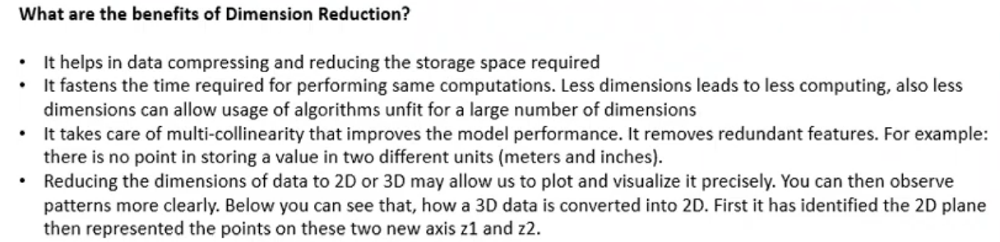 What are the benefits of Dimension Reduction?
• It helps in data compressing and reducing the storage space required
• It fastens the time required for performing same computations. Less dimensions leads to less computing, also less
dimensions can allow usage of algorithms unfit for a large number of dimensions
• It takes care of multi-collinearity that improves the model performance. It removes redundant features. For example:
there is no point in storing a value in two different units (meters and inches).
• Reducing the dimensions of data to 2D or 3D may allow us to plot and visualize it precisely. You can then observe
patterns more clearly. Below you can see that, how a 3D data is converted into 2D. First it has identified the 2D plane
then represented the points on these two new axis z1 and z2.